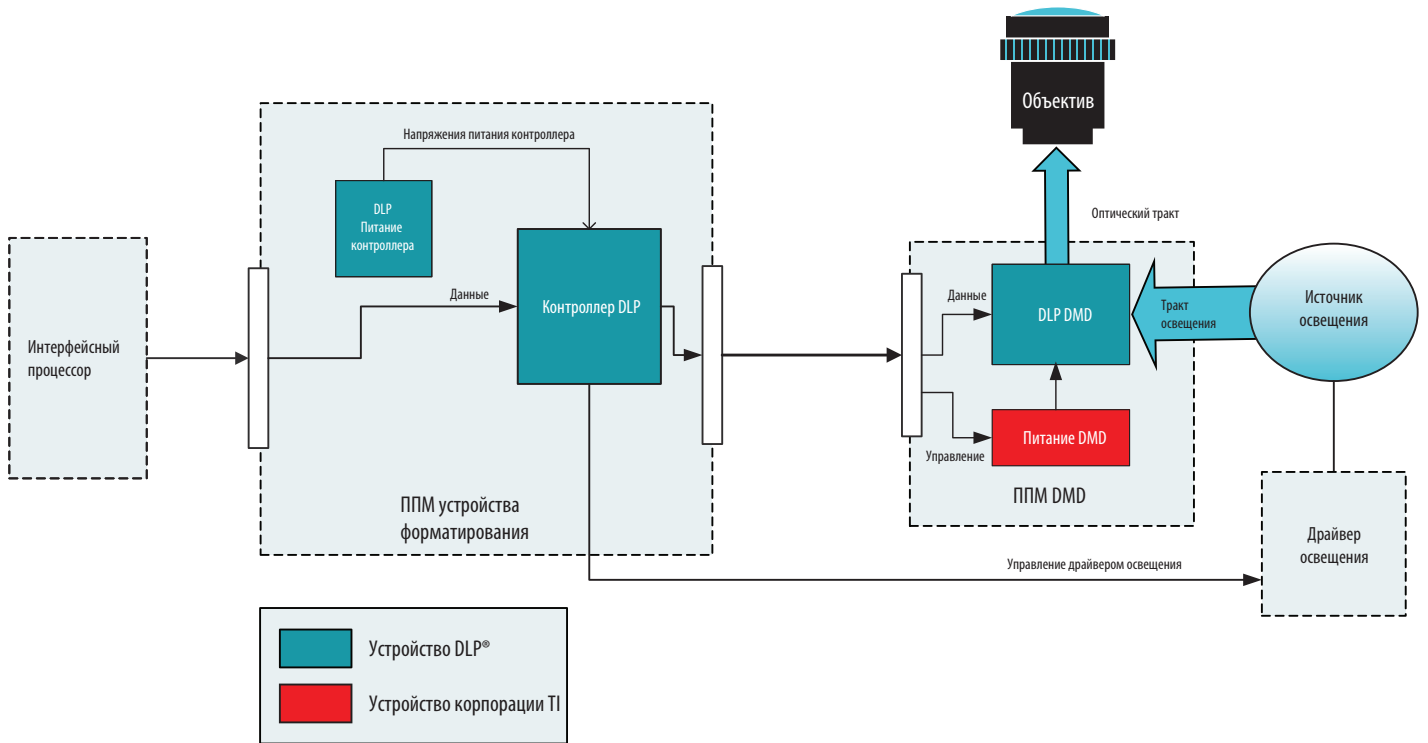 Объектив
Напряжения питания контроллера
DLP
Питание
контроллера
Оптический тракт
Данные
Контроллер DLP
Данные
DLP DMD
Тракт
освещения
Источник
освещения
Интерфейсный
процессор
Питание DMD
Управление
ППМ устройства
форматирования
ППМ DMD
Драйвер
освещения
Управление драйвером освещения
Устройство DLP®
Устройство корпорации TI